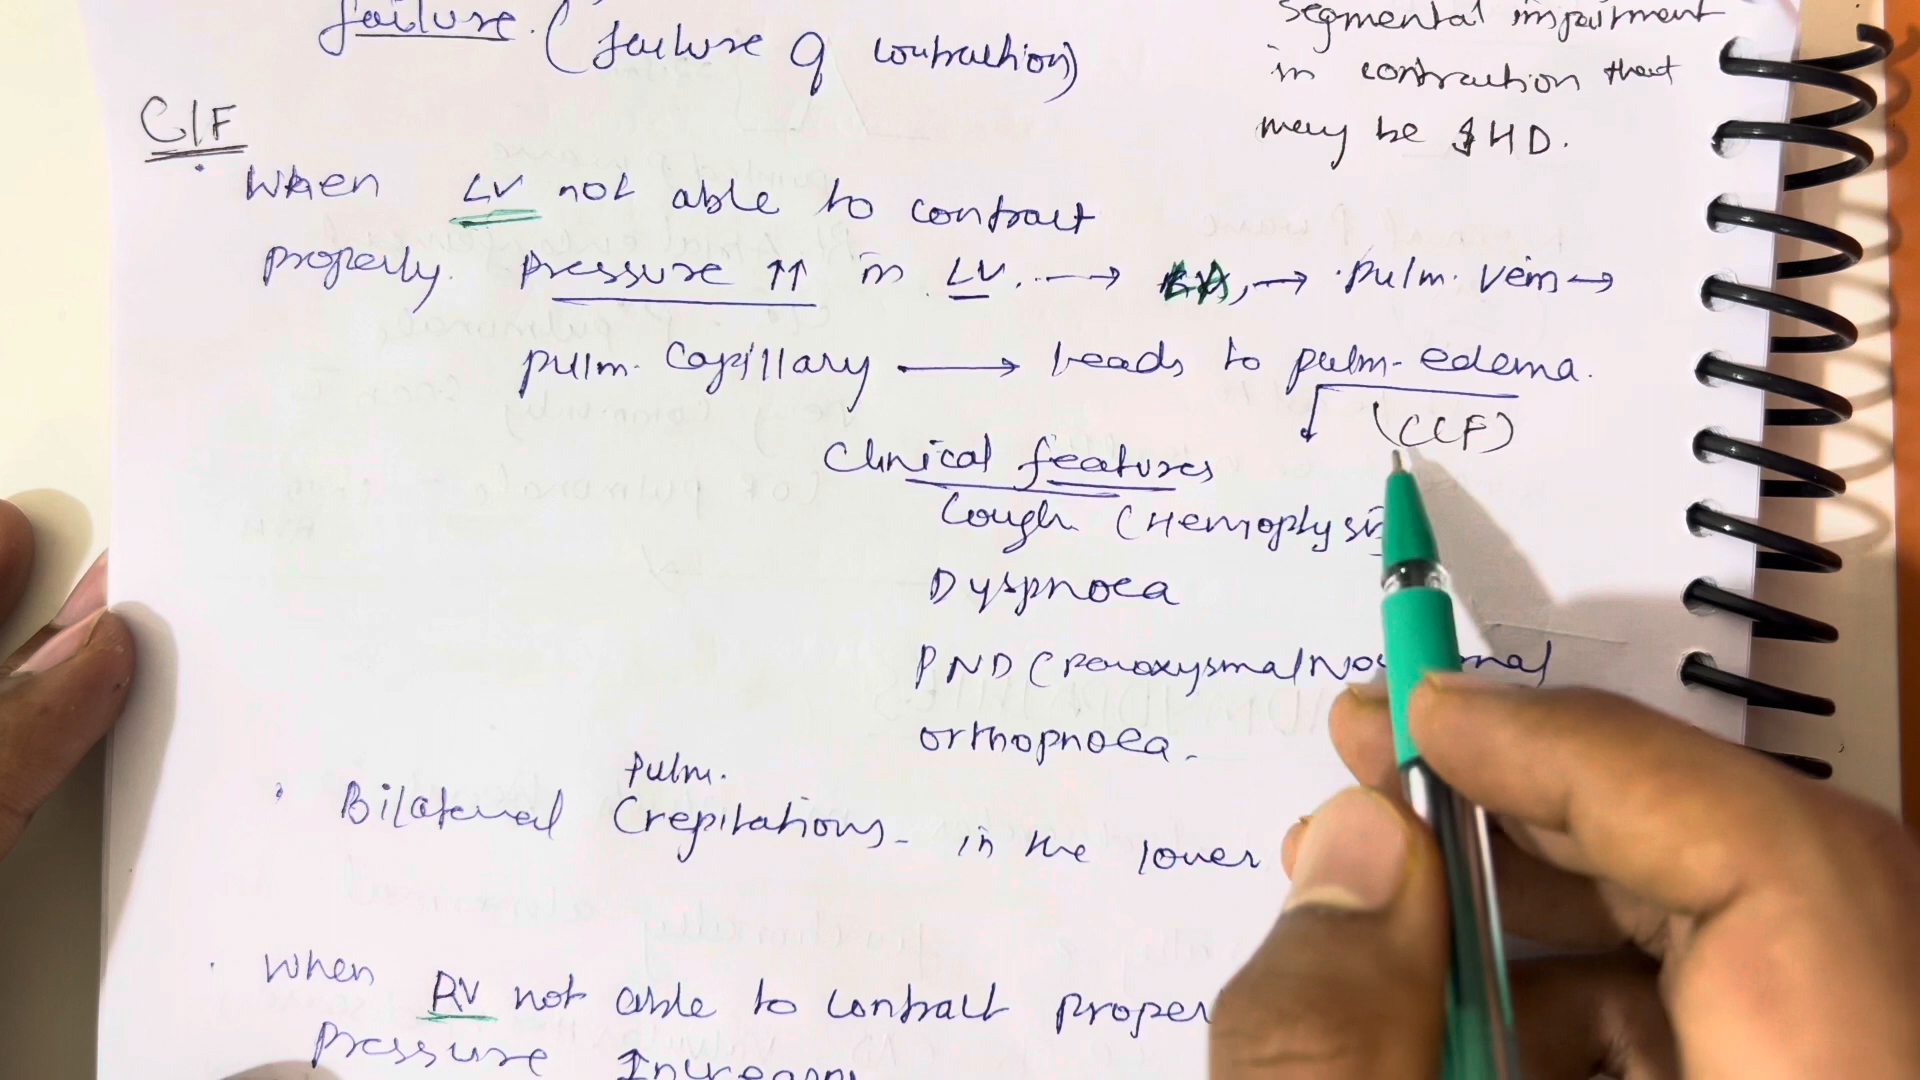 failure. (failure of contraction)
Segmental impairment
in contraction that
may be IHD.
C/F
When LV not able to contract
properly. Pressure ↑↑ in LV. → LA, → pulm. vein →
pulm. Capillary → leads to pulm. edema.
(CCF)
Clinical features
Cough (Hemoptysis
Dyspnoea
PND (Paroxysmal
orthopnoea.
Pulm.
Bilateral Crepitations- in the lower
When RV not able to contract proper
Pressure